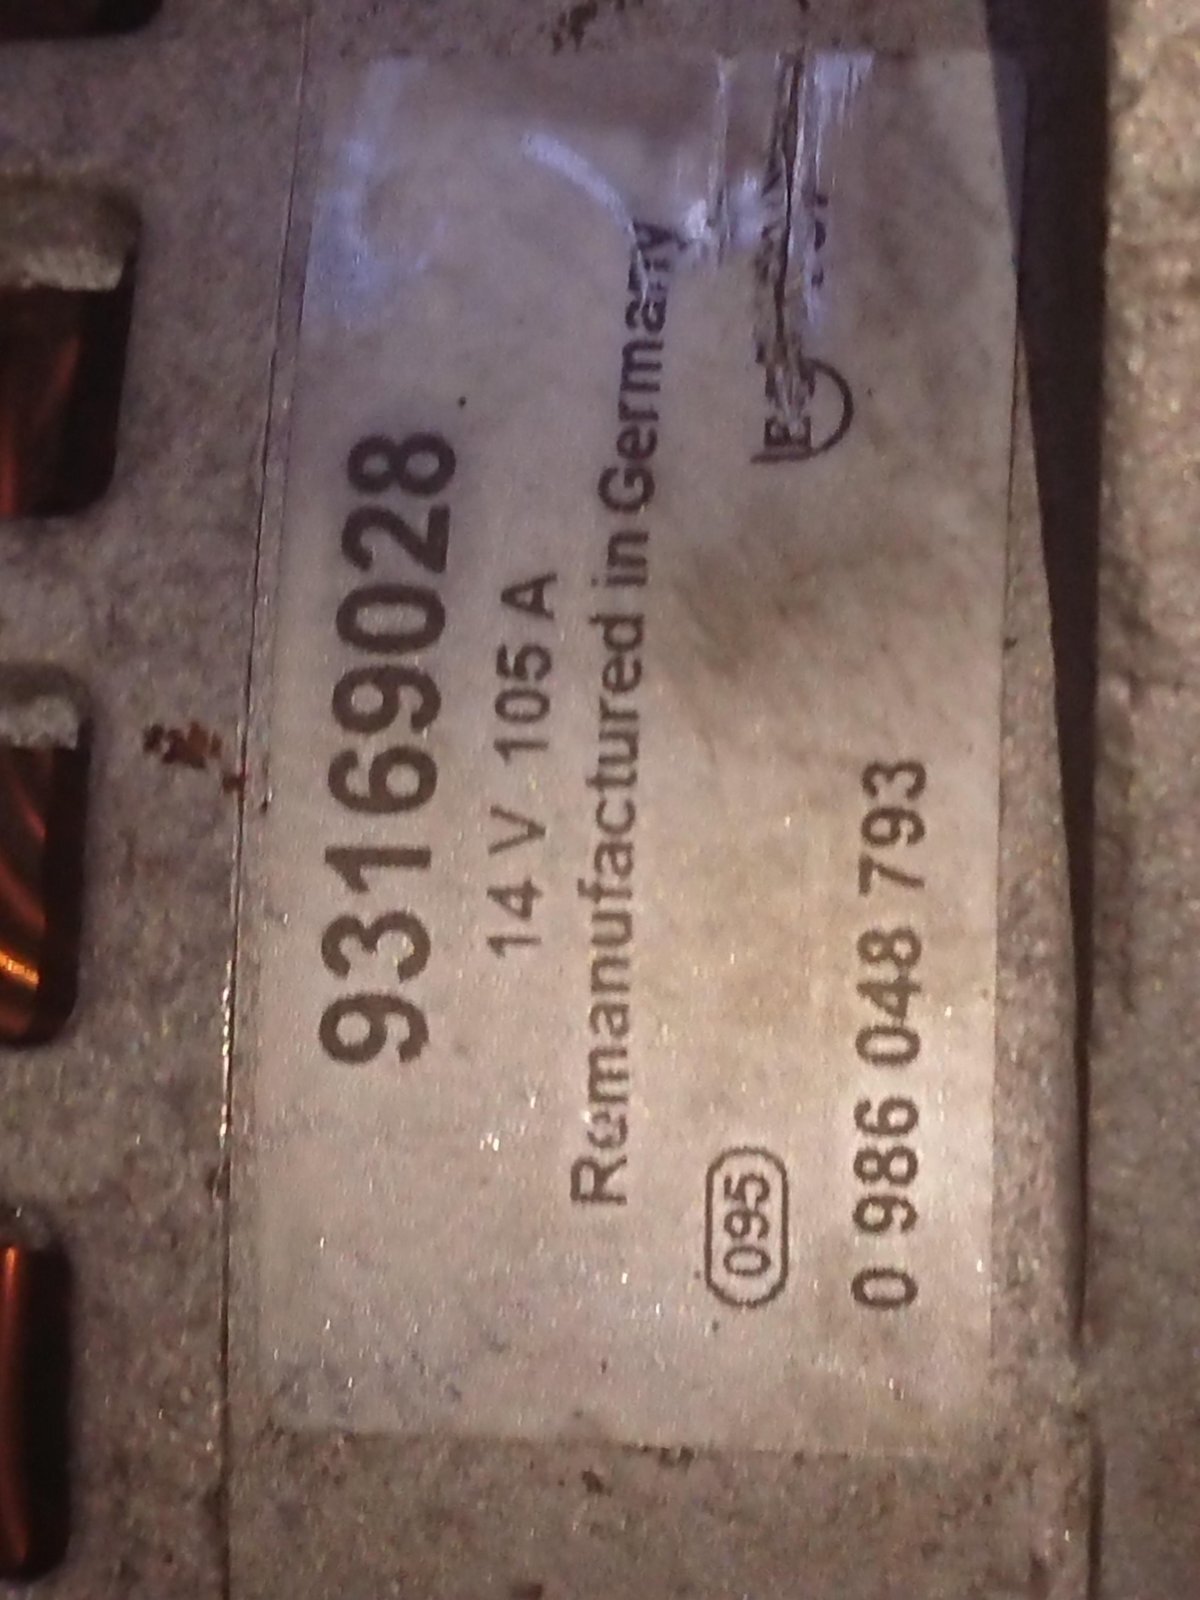 93169028
14 V 105 A
Remanufactured in Germany
095
0 986 048 793